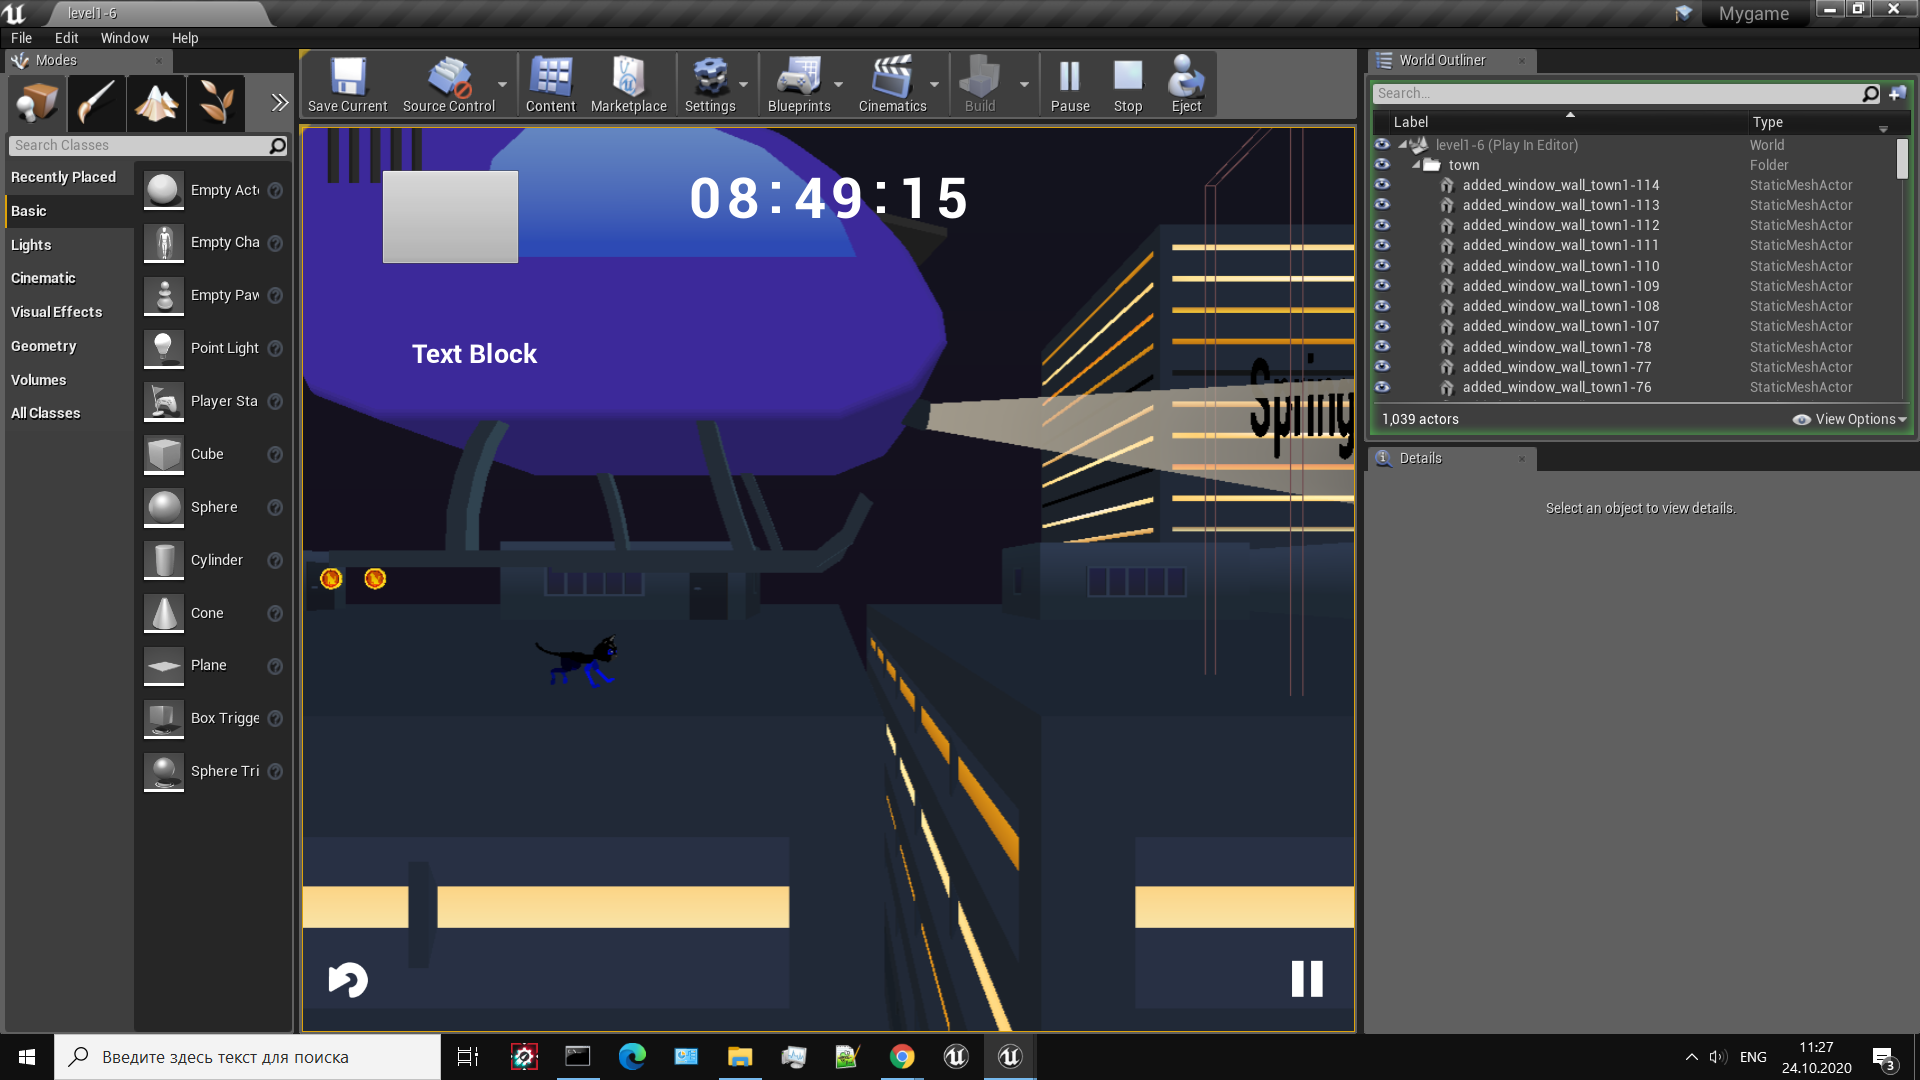 level1-6
Mygame
File Edit Window Help
Modes
World Outliner
Save Current
Source Control
Content
Marketplace
Settings
Blueprints
Cinematics
Build
Pause
Stop
Eject
Search Classes
Search...
Label
Type
Recently Placed
Basic
Lights
Cinematic
Visual Effects
Geometry
Volumes
All Classes
Empty Acto
Empty Cha
Empty Paw
Point Light
Player Sta
Cube
Sphere
Cylinder
Cone
Plane
Box Trigge
Sphere Tri
08:49:15
Text Block
Spring
level1-6 (Play In Editor) World
town Folder
added_window_wall_town1-114 StaticMeshActor
added_window_wall_town1-113 StaticMeshActor
added_window_wall_town1-112 StaticMeshActor
added_window_wall_town1-111 StaticMeshActor
added_window_wall_town1-110 StaticMeshActor
added_window_wall_town1-109 StaticMeshActor
added_window_wall_town1-108 StaticMeshActor
added_window_wall_town1-107 StaticMeshActor
added_window_wall_town1-78 StaticMeshActor
added_window_wall_town1-77 StaticMeshActor
added_window_wall_town1-76 StaticMeshActor
1,039 actors
View Options
Details
Select an object to view details.
Введите здесь текст для поиска
ENG
11:27
24.10.2020
3